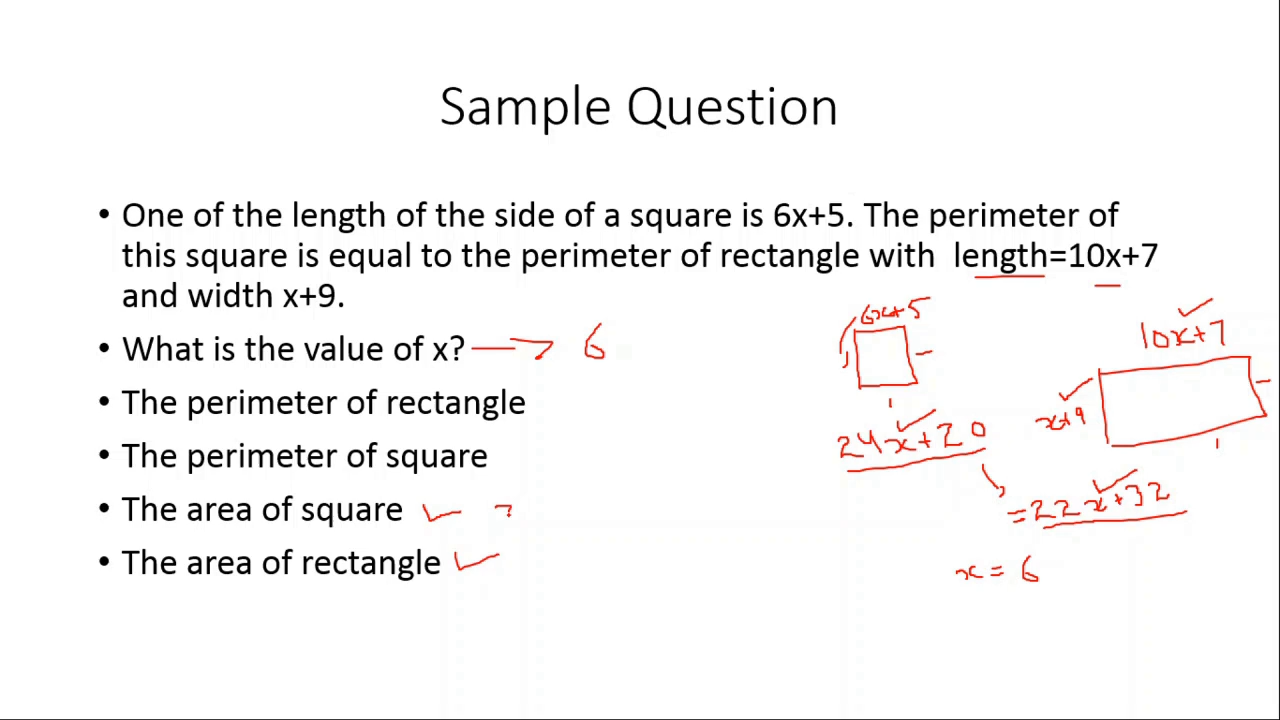 Sample Question
• One of the length of the side of a square is 6x+5. The perimeter of
this square is equal to the perimeter of rectangle with length=10x+7
and width x+9.
• What is the value of x? → 6
• The perimeter of rectangle
• The perimeter of square
• The area of square
• The area of rectangle
6x+5
10x+7
x+9
24x+20
=22x+32
x=6